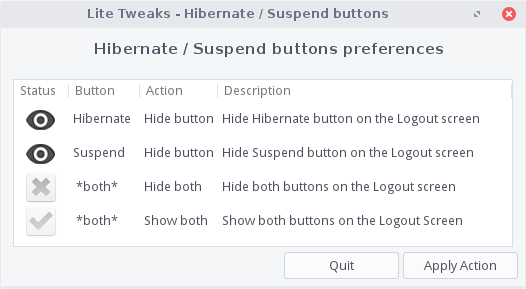 Lite Tweaks - Hibernate / Suspend buttons
Hibernate / Suspend buttons preferences
Status Button Action Description
Hibernate Hide button Hide Hibernate button on the Logout screen
Suspend Hide button Hide Suspend button on the Logout screen
*both* Hide both Hide both buttons on the Logout screen
*both* Show both Show both buttons on the Logout Screen
Quit Apply Action